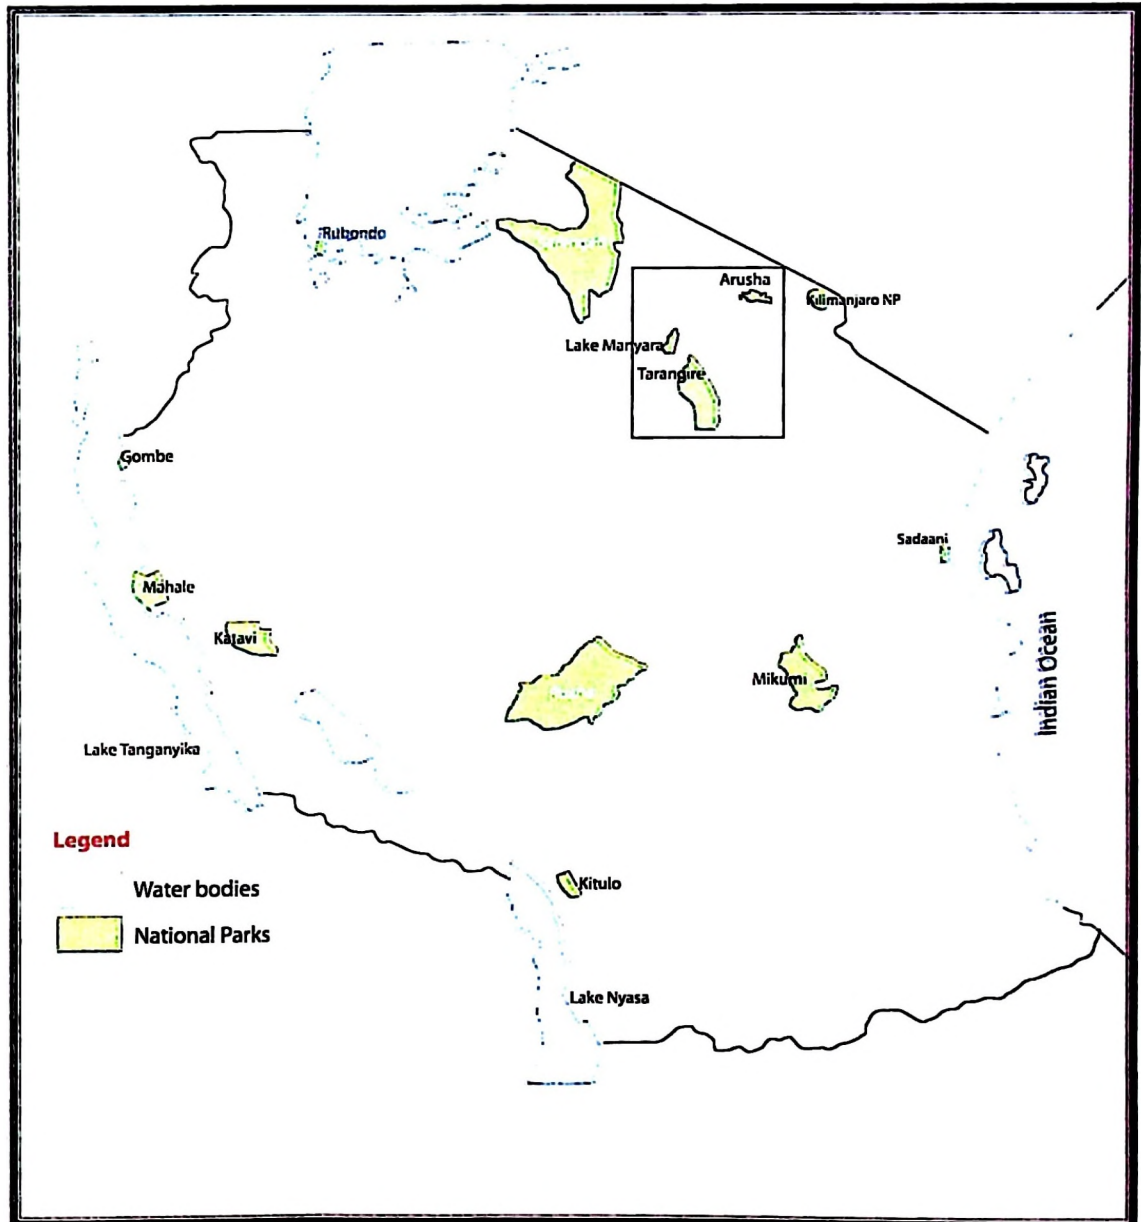 Rubondo
Arusha
Kilimanjaro NP
Lake Manyara
Tarangire
Gombe
Sadaani
Mahale
Katavi
Mikumi
Indian Ocean
Lake Tanganyika
Legend
Water bodies
Kitulo
National Parks
Lake Nyasa